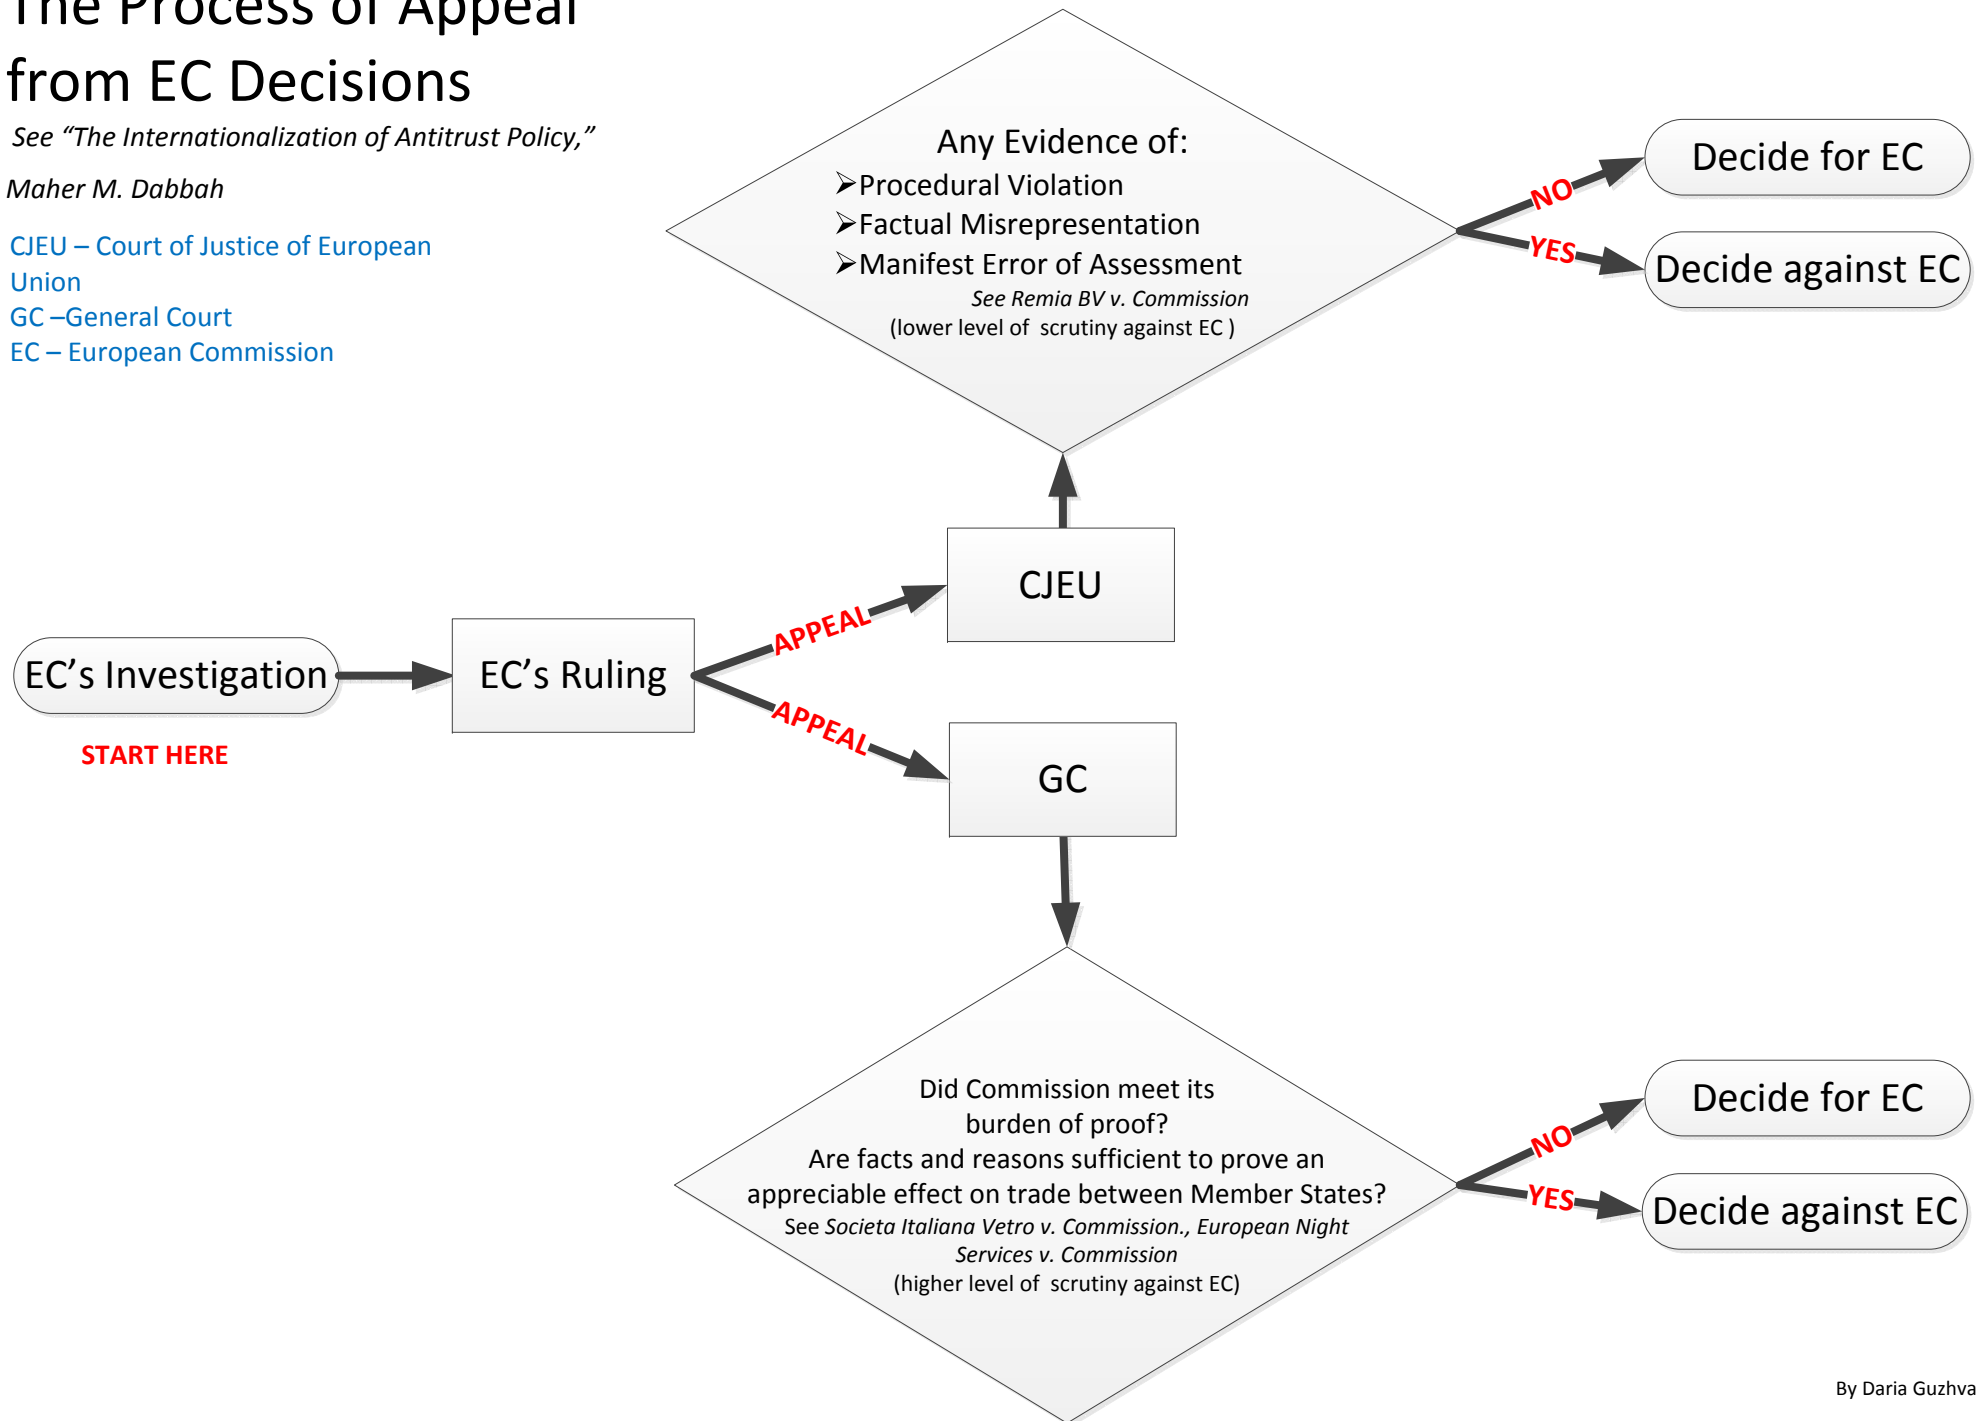 The Process of Appeal
from EC Decisions
See “The Internationalization of Antitrust Policy,”
Maher M. Dabbah
CJEU – Court of Justice of European
Union
GC –General Court
EC – European Commission
Any Evidence of:
➢Procedural Violation
➢Factual Misrepresentation
➢Manifest Error of Assessment
See Remia BV v. Commission
(lower level of  scrutiny against EC )
NO
Decide for EC
YES
Decide against EC
CJEU
APPEAL
EC’s Investigation
EC’s Ruling
START HERE
APPEAL
GC
Did Commission meet its
burden of proof?
Are facts and reasons sufficient to prove an
appreciable effect on trade between Member States?
See Societa Italiana Vetro v. Commission., European Night
Services v. Commission
(higher level of  scrutiny against EC)
NO
Decide for EC
YES
Decide against EC
By Daria Guzhva